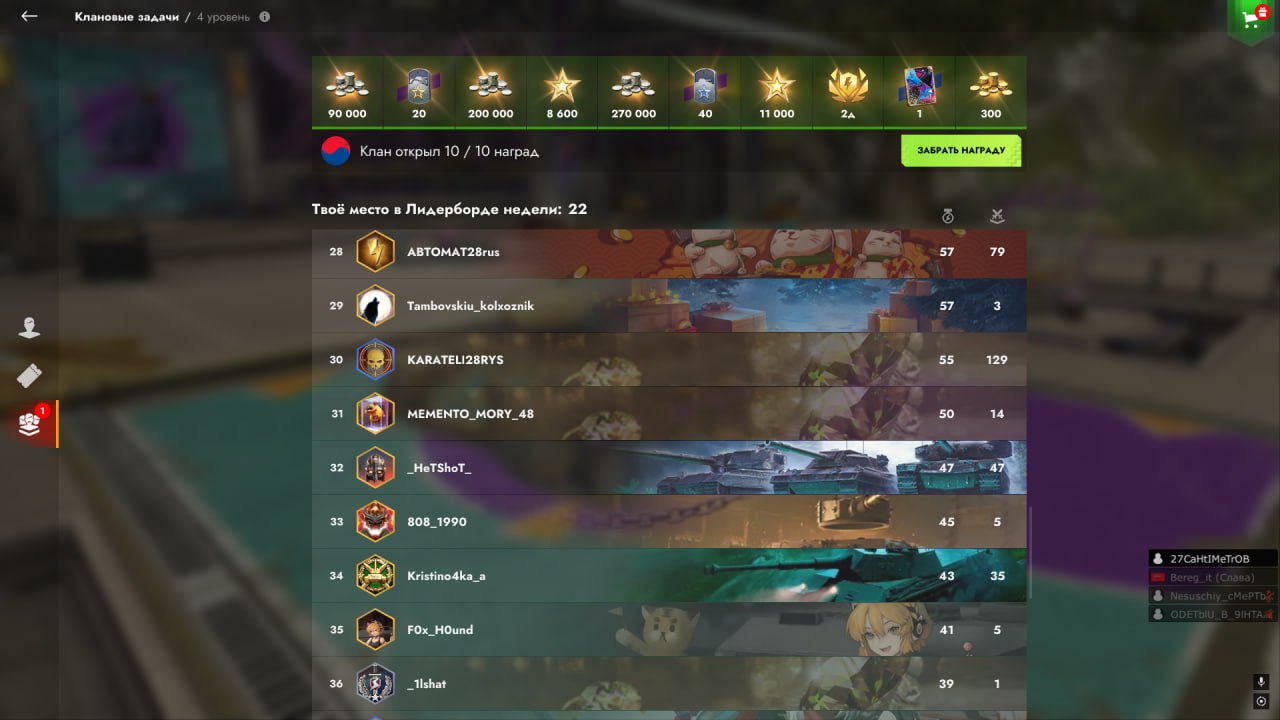 Клановые задачи / 4 уровень
90 000 20 200 000 8 600 270 000 40 11 000 2д 1 300
Клан открыл 10 / 10 наград
ЗАБРАТЬ НАГРАДУ
Твоё место в Лидерборде недели: 22
28 ABTOMAT28rus 57 79
29 Tambovskiu_kolxoznik 57 3
30 KARATELI28RYS 55 129
1
31 MEMENTO_MORY_48 50 14
32 _HeTShoT_ 47 47
33 808_1990 45 5
34 Kristino4ka_a 43 35
35 F0x_H0und 41 5
36 _1lshat 39 1
27CaHtIMeTrOB
Bereg_it (Слава)